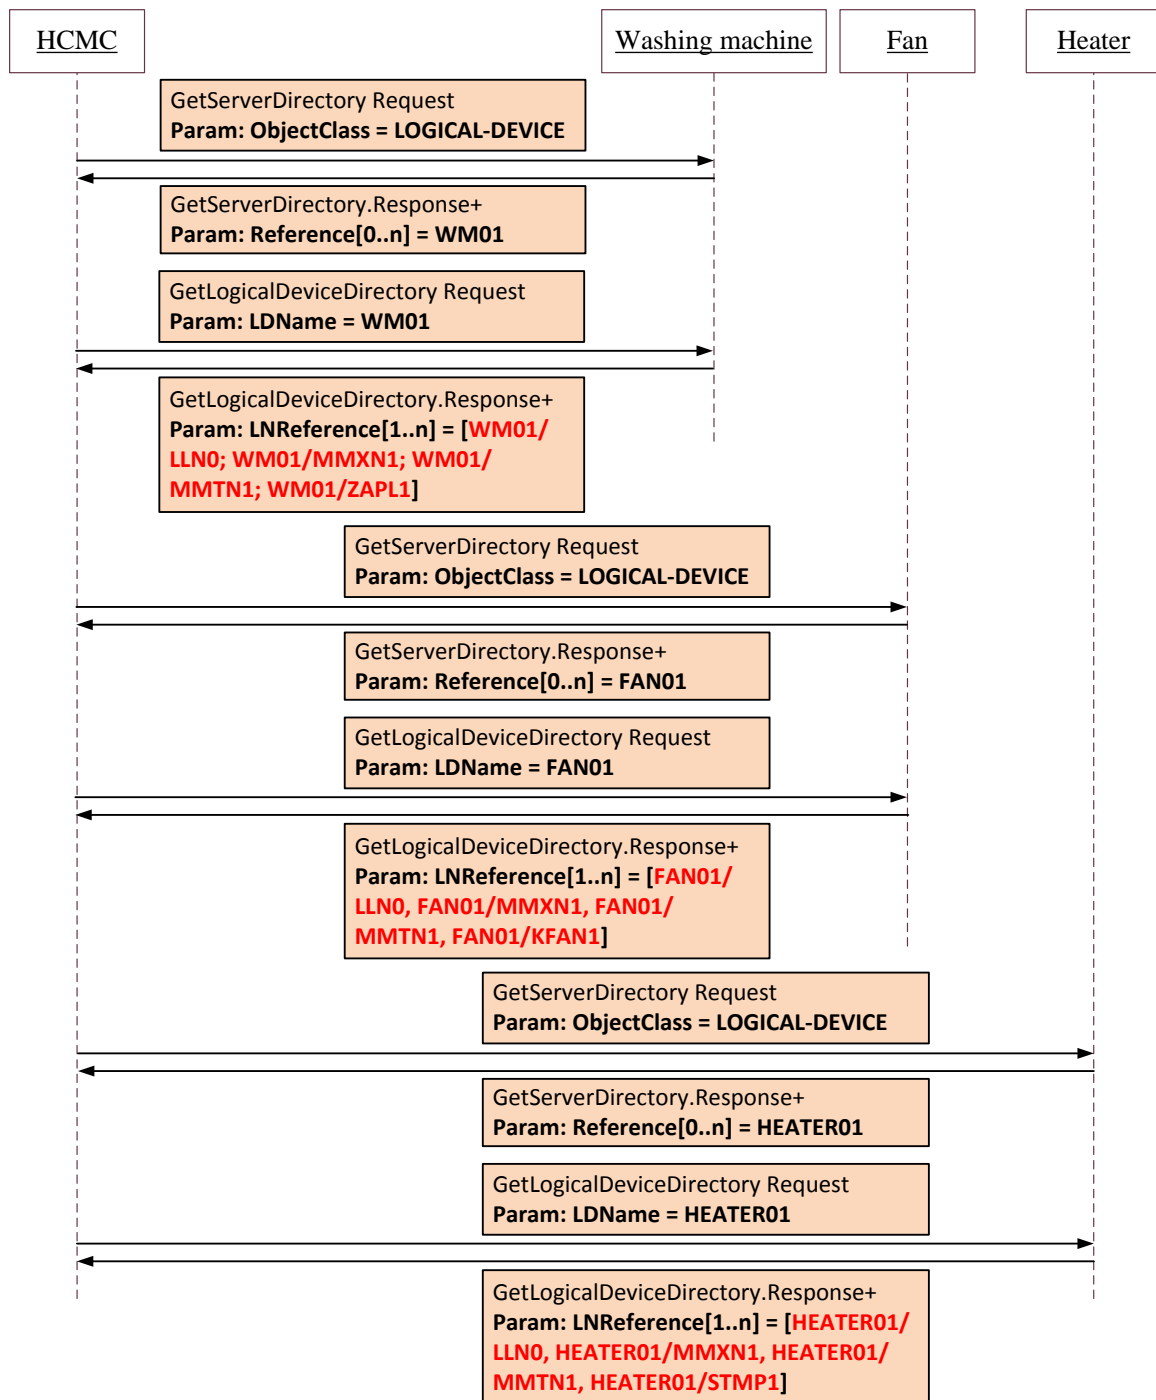 HCMC
Washing machine
Fan
Heater
GetServerDirectory Request
Param: ObjectClass = LOGICAL-DEVICE
GetServerDirectory.Response+
Param: Reference[0..n] = WM01
GetLogicalDeviceDirectory Request
Param: LDName = WM01
GetLogicalDeviceDirectory.Response+
Param: LNReference[1..n] = [WM01/
LLN0; WM01/MMXN1; WM01/
MMTN1; WM01/ZAPL1]
GetServerDirectory Request
Param: ObjectClass = LOGICAL-DEVICE
GetServerDirectory.Response+
Param: Reference[0..n] = FAN01
GetLogicalDeviceDirectory Request
Param: LDName = FAN01
GetLogicalDeviceDirectory.Response+
Param: LNReference[1..n] = [FAN01/
LLN0, FAN01/MMXN1, FAN01/
MMTN1, FAN01/KFAN1]
GetServerDirectory Request
Param: ObjectClass = LOGICAL-DEVICE
GetServerDirectory.Response+
Param: Reference[0..n] = HEATER01
GetLogicalDeviceDirectory Request
Param: LDName = HEATER01
GetLogicalDeviceDirectory.Response+
Param: LNReference[1..n] = [HEATER01/
LLN0, HEATER01/MMXN1, HEATER01/
MMTN1, HEATER01/STMP1]